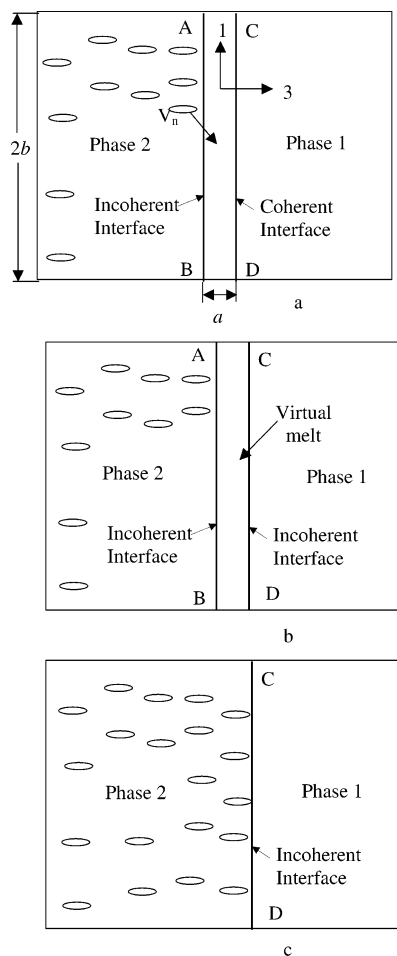 A 1 C
3
Vn
2b Phase 2 Phase 1
Incoherent
Interface
Coherent
Interface
B D
a
a
A C
Virtual
melt
Phase 2 Phase 1
Incoherent
Interface
Incoherent
Interface
B D
b
C
Phase 2 Phase 1
Incoherent
Interface
D
c